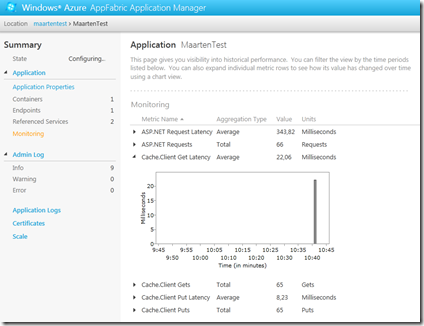 Windows* Azure AppFabric Application Manager
Location maartentest » MaartenTest
Summary
State Configuring..
Application
Application Properties
Containers 1
Endpoints 1
Referenced Services 2
Monitoring
Admin Log
Info 9
Warning 0
Error 0
Application Logs
Certificates
Scale
Application MaartenTest
This page gives you visibility into historical performance. You can filter the view by the time periods
listed below. You can also expand individual metric rows to see how its value has changed over time
using a chart view.
Monitoring
Metric Name Aggregation Type Value Units
ASP.NET Request Latency Average 343,82 Milliseconds
ASP.NET Requests Total 66 Requests
Cache.Client Get Latency Average 22,06 Milliseconds
Milliseconds
20
15
10
5
0
9:45 9:55 10:05 10:15 10:25 10:35 10:45
9:50 10:00 10:10 10:20 10:30 10:40
Time (in minutes)
Cache.Client Gets Total 65 Gets
Cache.Client Put Latency Average 8,23 Milliseconds
Cache.Client Puts Total 65 Puts